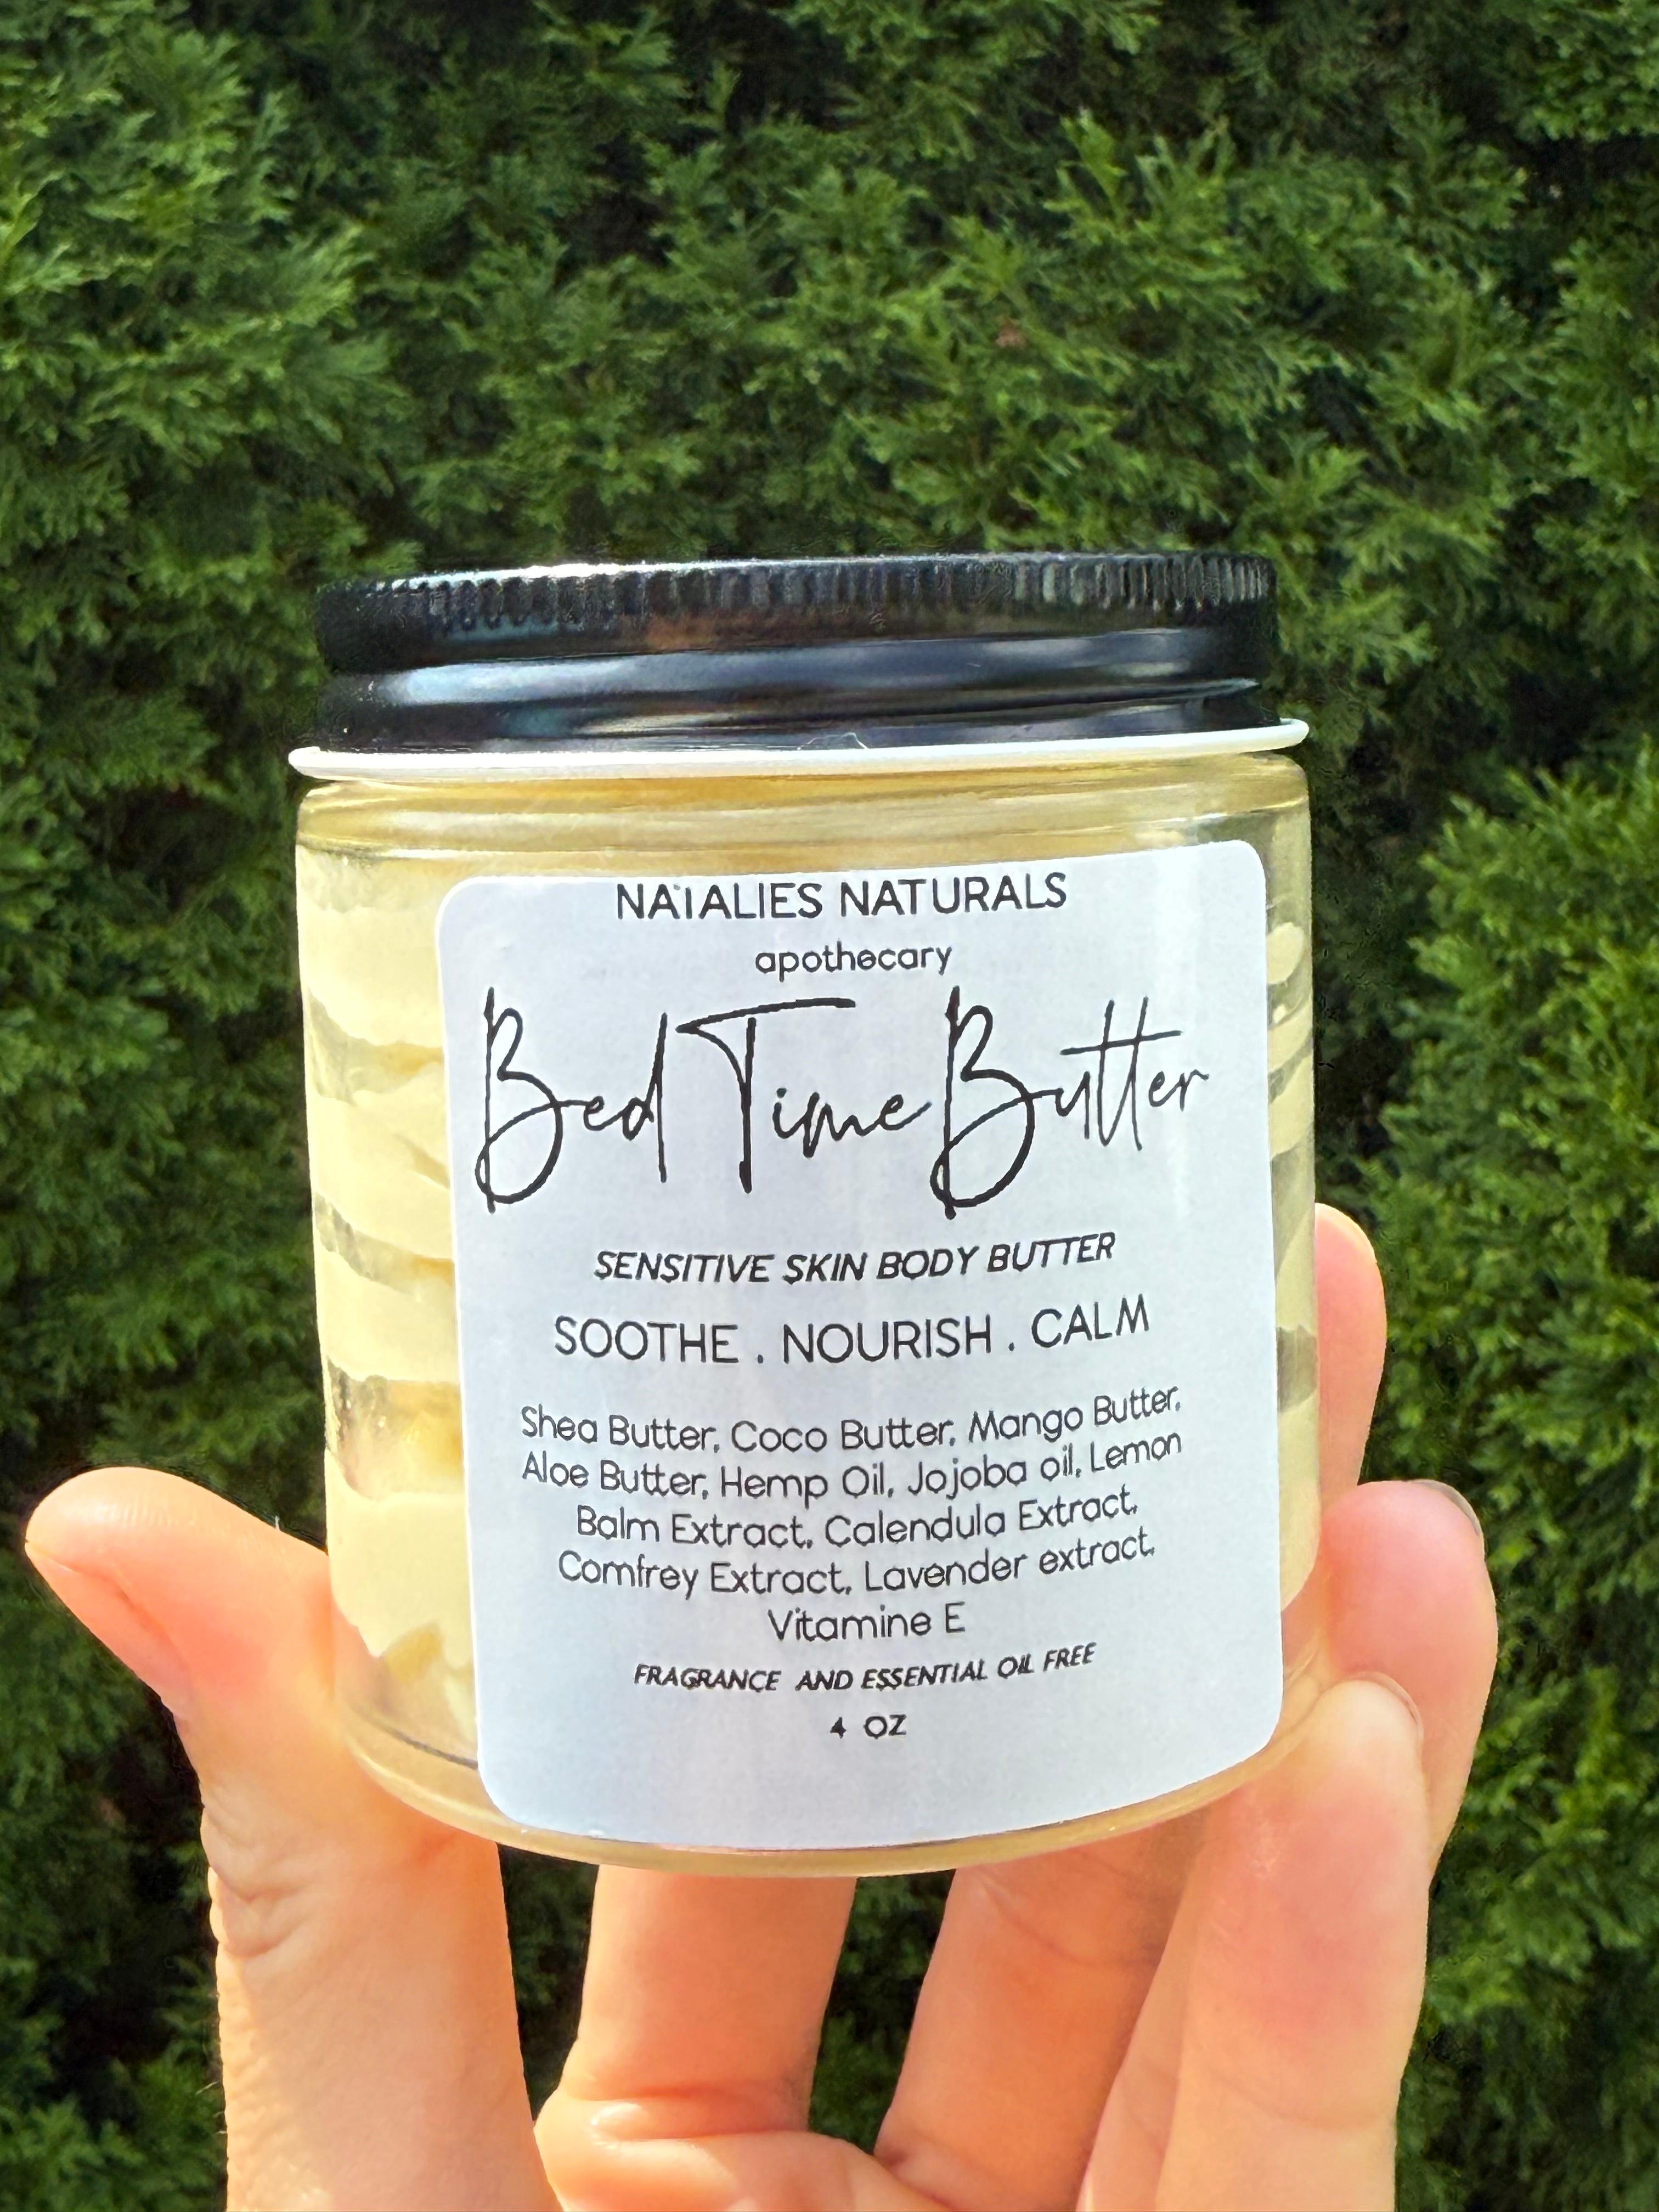 NATALIES NATURALS
apothecary
Bed Time Butter
SENSITIVE SKIN BODY BUTTER
SOOTHE . NOURISH . CALM
Shea Butter, Coco Butter, Mango Butter,
Aloe Butter, Hemp Oil, Jojoba oil, Lemon
Balm Extract, Calendula Extract,
Comfrey Extract, Lavender extract,
Vitamine E
FRAGRANCE AND ESSENTIAL OIL FREE
4 OZ